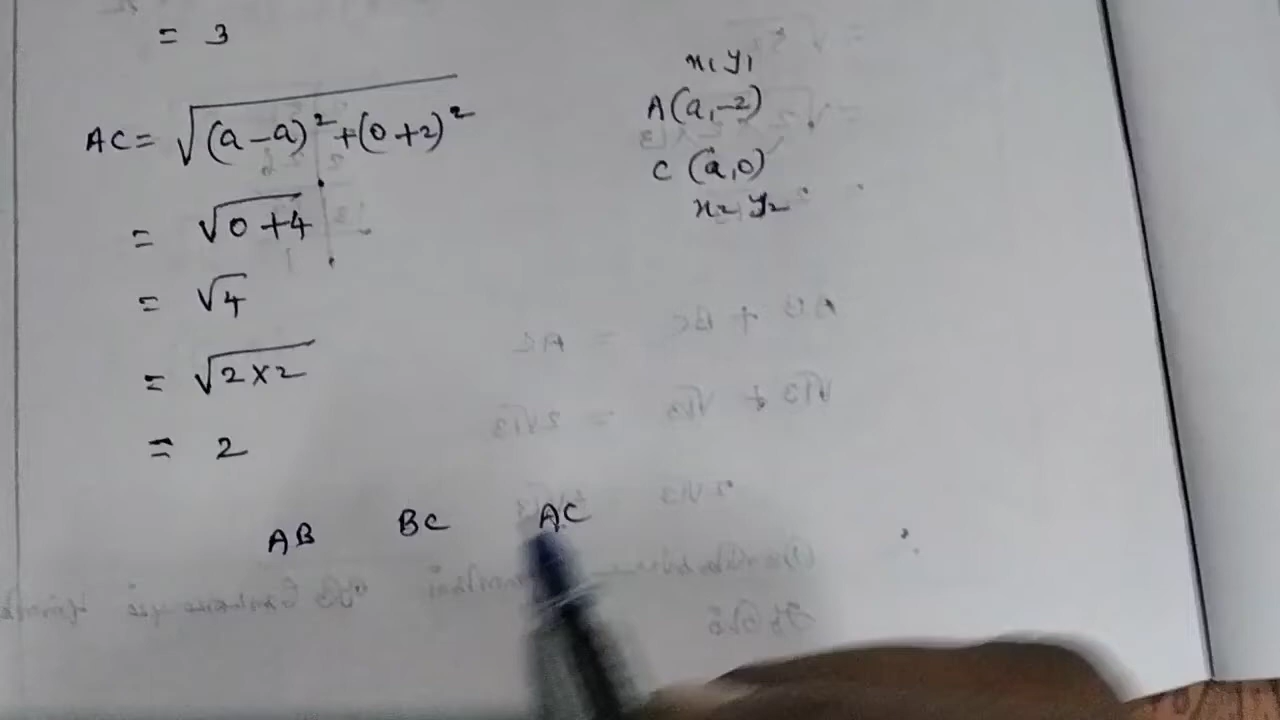 = 3
x₁ y₁
AC = √(a-a)²+(0+2)²
A(a,-2)
C (a,0)
x₂ y₂
= √0+4
= √4
= √2×2
= 2
AB BC AC